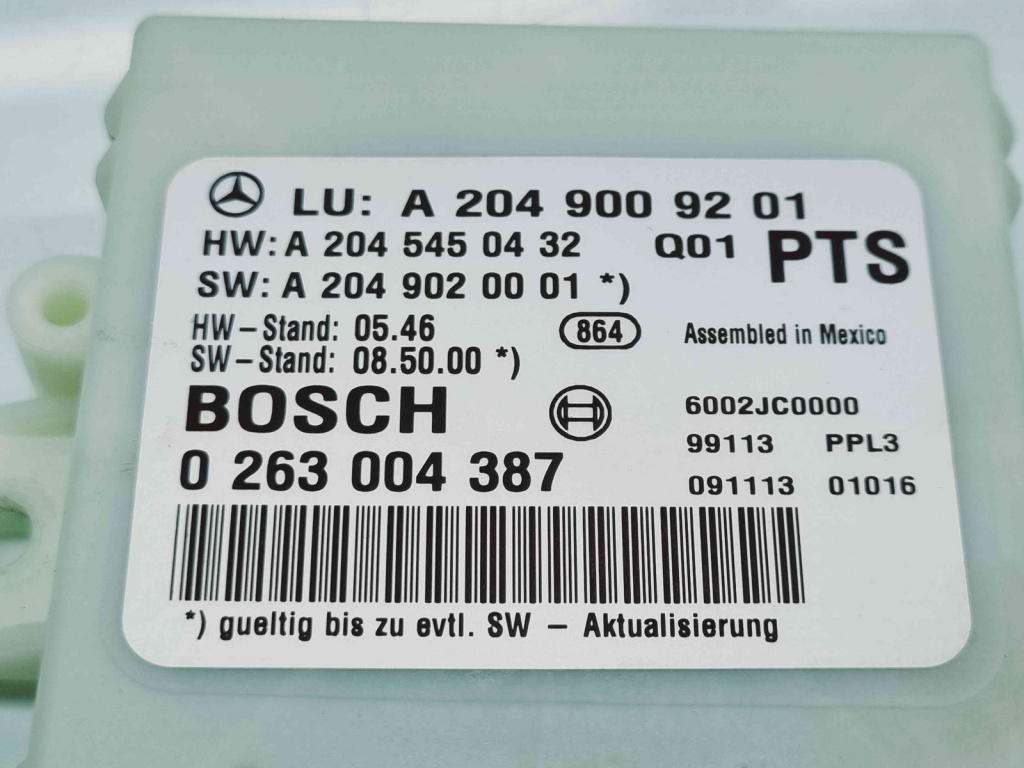 LU: A 204 900 92 01
HW: A 204 545 04 32 Q01 PTS
SW: A 204 902 00 01 *)
HW-Stand: 05.46 864 Assembled in Mexico
SW-Stand: 08.50.00 *)
BOSCH 6002JC0000
99113 PPL3
0 263 004 387 091113 01016
*) gueltig bis zu evtl. SW - Aktualisierung